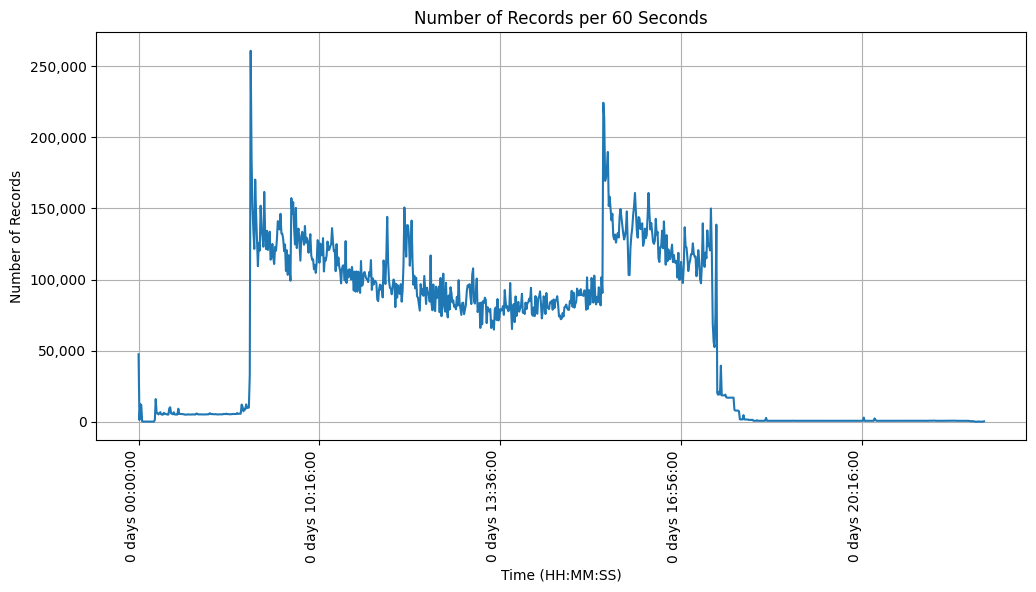 Number of Records per 60 Seconds
Number of Records
250,000
200,000
150,000
100,000
50,000
0
0 days 00:00:00
0 days 10:16:00
0 days 13:36:00
0 days 16:56:00
0 days 20:16:00
Time (HH:MM:SS)